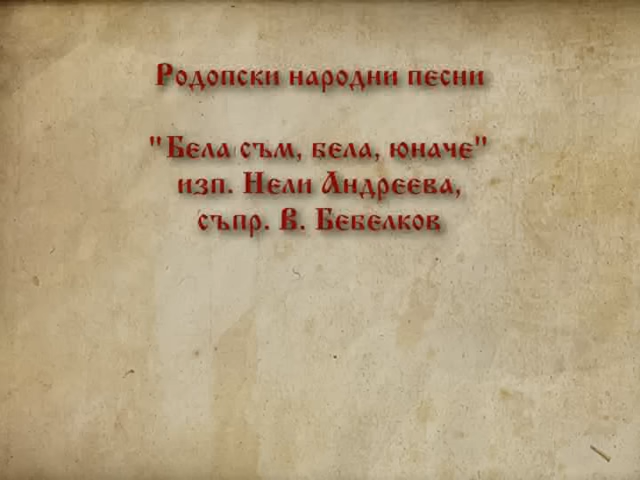 Родопски народни песни
"Бела съм, бела, юначе"
изп. Нели Андреева,
съпр. В. Бебелков